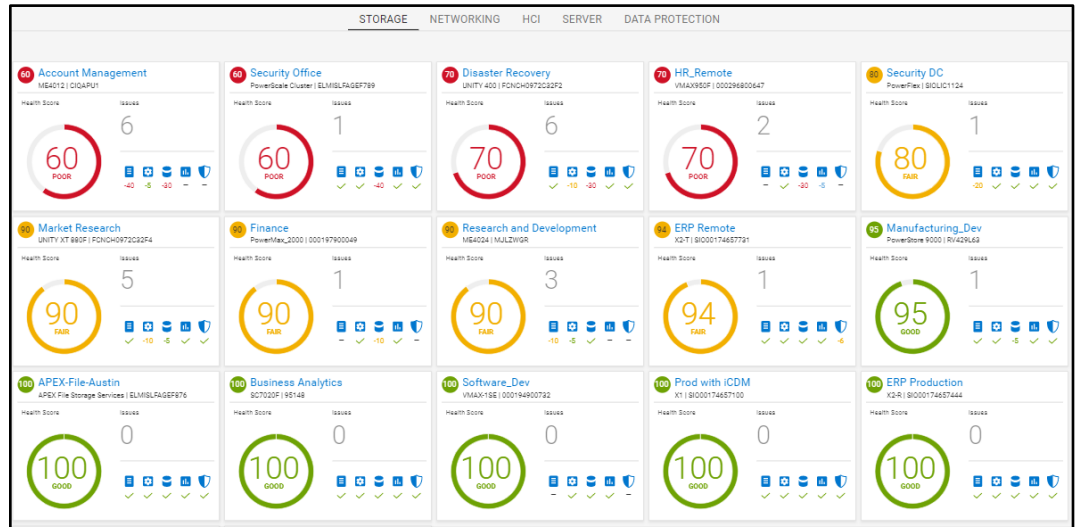 STORAGE NETWORKING HCI SERVER DATA PROTECTION
60 Account Management
ME4012 | CIQAPU1
Health Score Issues
6
60
POOR
-40 -5 -30 – –
60 Security Office
PowerScale Cluster | ELMISLFAGEF789
Health Score Issues
1
60
POOR
-40
70 Disaster Recovery
UNITY 400 | FCNCH0972C32F2
Health Score Issues
6
70
POOR
-10 -30
70 HR_Remote
VMAX950F | 000296800647
Health Score Issues
2
70
POOR
– -30 -5 –
80 Security DC
PowerFlex | SIOLIC1124
Health Score Issues
1
80
FAIR
-20
90 Market Research
UNITY XT 880F | FCNCH0972C32F4
Health Score Issues
5
90
FAIR
-10 -5
90 Finance
PowerMax_2000 | 000197900049
Health Score Issues
1
90
FAIR
– -10 –
90 Research and Development
ME4024 | MJLZWGR
Health Score Issues
3
90
FAIR
-10 -5 – –
94 ERP Remote
X2-T | SIO00174657731
Health Score Issues
1
94
FAIR
-6
95 Manufacturing_Dev
PowerStore 9000 | RV429L63
Health Score Issues
1
95
GOOD
-5
100 APEX-File-Austin
APEX File Storage Services | ELMISLFAGEF876
Health Score Issues
0
100
GOOD
100 Business Analytics
SC7020F | 95148
Health Score Issues
0
100
GOOD
100 Software_Dev
VMAX-1SE | 000194900732
Health Score Issues
0
100
GOOD
– –
100 Prod with iCDM
X1 | SIO00174657100
Health Score Issues
0
100
GOOD
100 ERP Production
X2-R | SIO00174657444
Health Score Issues
0
100
GOOD